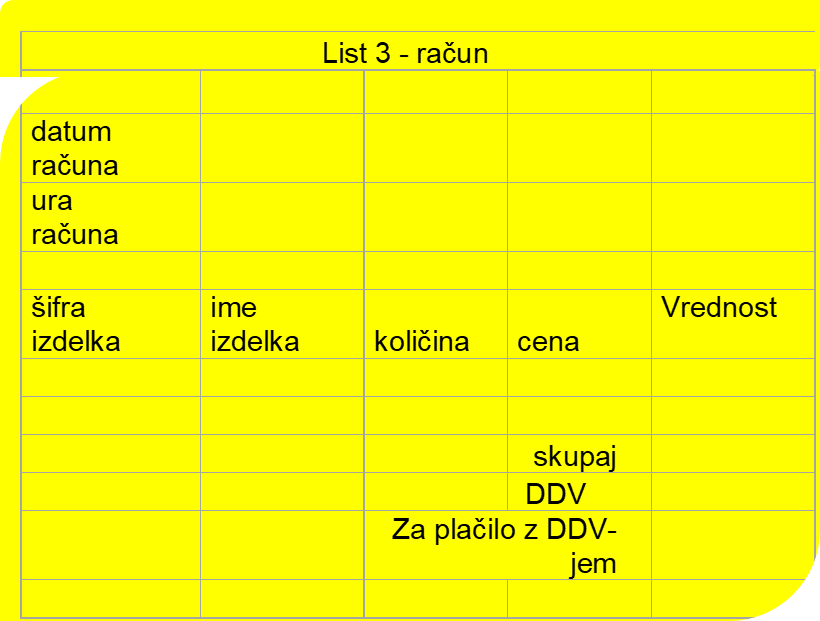 List 3 - račun
datum
računa
ura
računa
šifra
izdelka
ime
izdelka
količina
cena
Vrednost
skupaj
DDV
Za plačilo z DDV-
jem